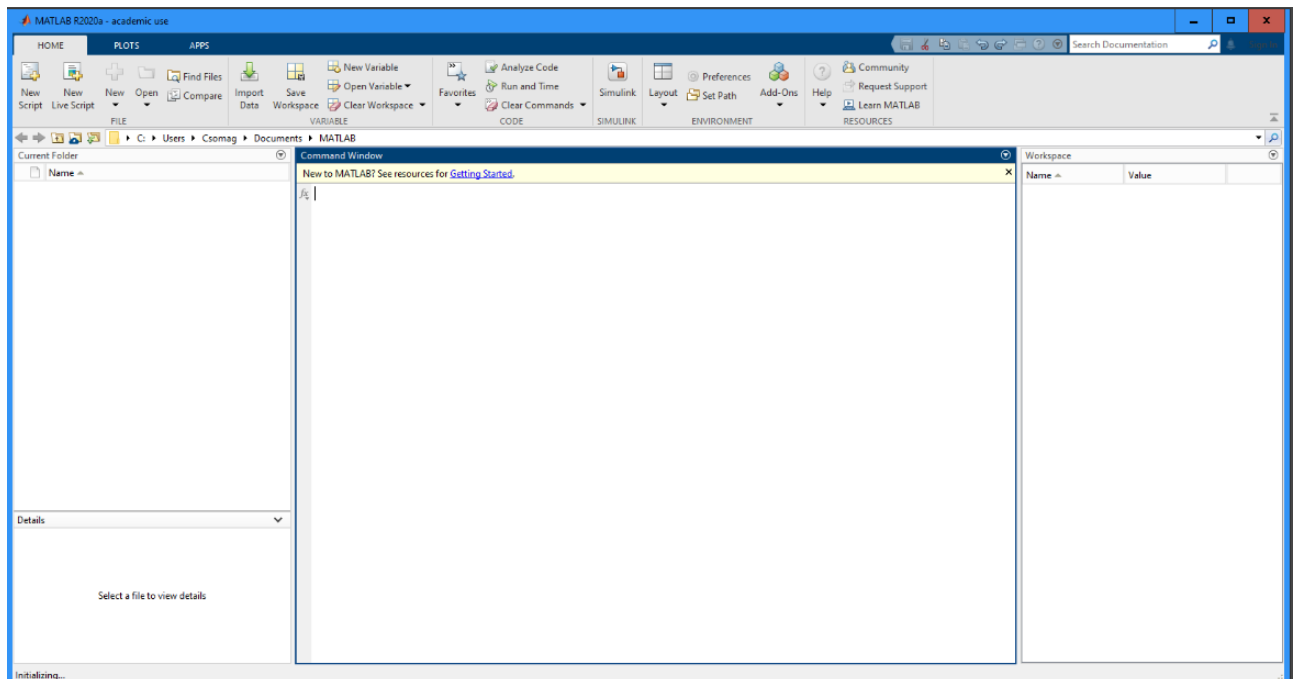 MATLAB R2020a - academic use
HOME PLOTS APPS
Search Documentation
New Script
New Live Script
New
Open
Find Files
Compare
Import Data
Save Workspace
New Variable
Open Variable
Clear Workspace
Favorites
Analyze Code
Run and Time
Clear Commands
Simulink
Layout
Preferences
Set Path
Add-Ons
Help
Community
Request Support
Learn MATLAB
FILE VARIABLE CODE SIMULINK ENVIRONMENT RESOURCES
C: Users Csomag Documents MATLAB
Current Folder
Name
Command Window
New to MATLAB? See resources for Getting Started.
fx
Workspace
Name Value
Details
Select a file to view details
Initializing...